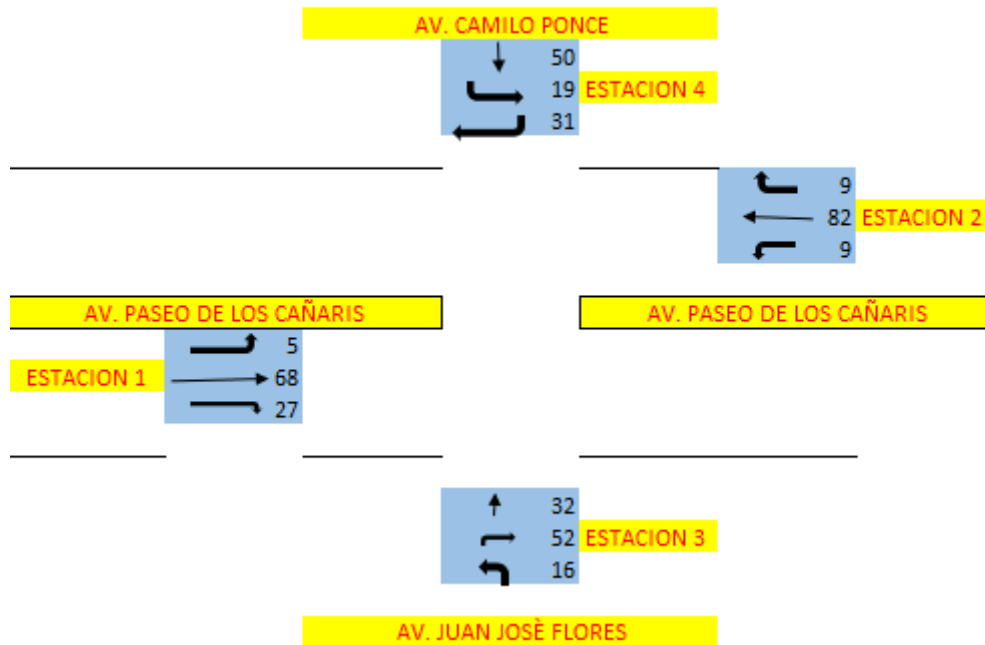 AV. CAMILO PONCE
50
19 ESTACION 4
31
9
82 ESTACION 2
9
AV. PASEO DE LOS CAÑARIS AV. PASEO DE LOS CAÑARIS
5
ESTACION 1 68
27
32
52 ESTACION 3
16
AV. JUAN JOSÈ FLORES